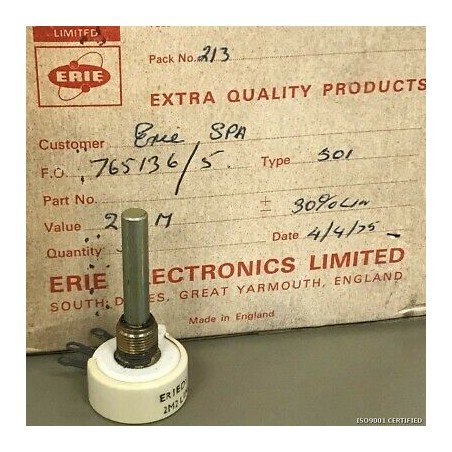 LIMITED
Pack No. 213
ERIE
EXTRA QUALITY PRODUCTS
Customer Erie SPA
F.O. 765136/5. Type 501
Part No. ± 30% Lin
Value 2 M
Quantity Date 4/4/75
ERIE ELECTRONICS LIMITED
SOUTH GREAT YARMOUTH, ENGLAND
Made in England
ERIE
2M2
ISO9001 CERTIFIED